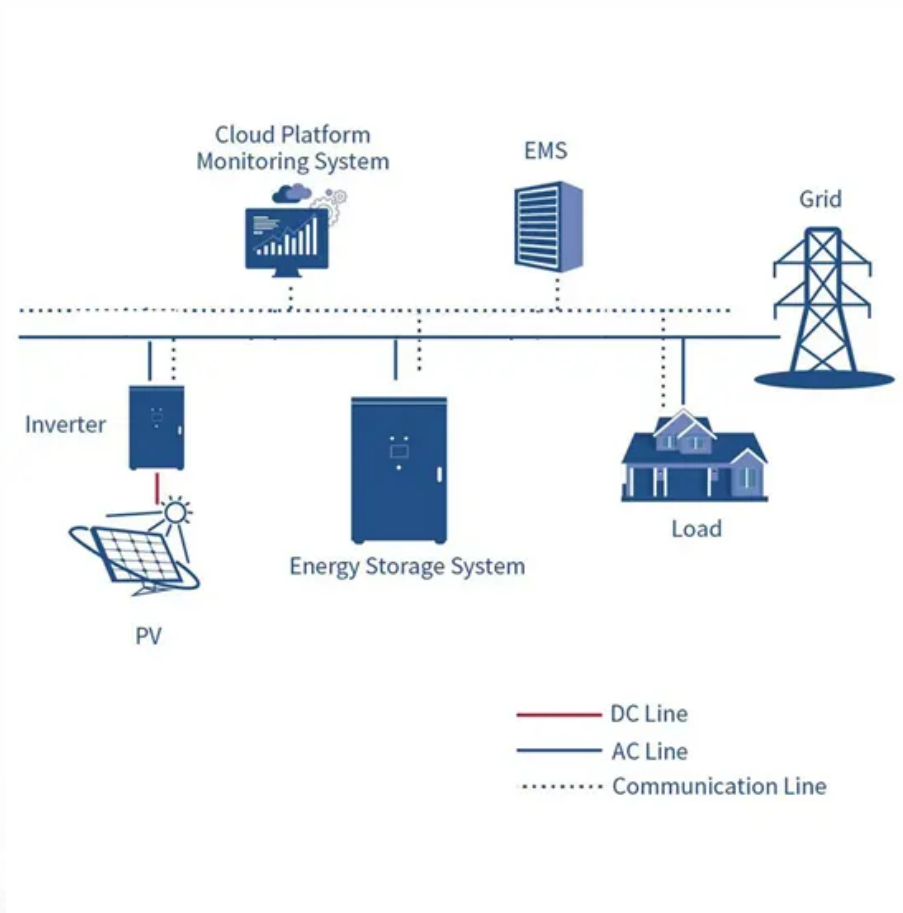 Cloud Platform
Monitoring System
EMS
Grid
Inverter
Load
Energy Storage System
PV
DC Line
AC Line
Communication Line